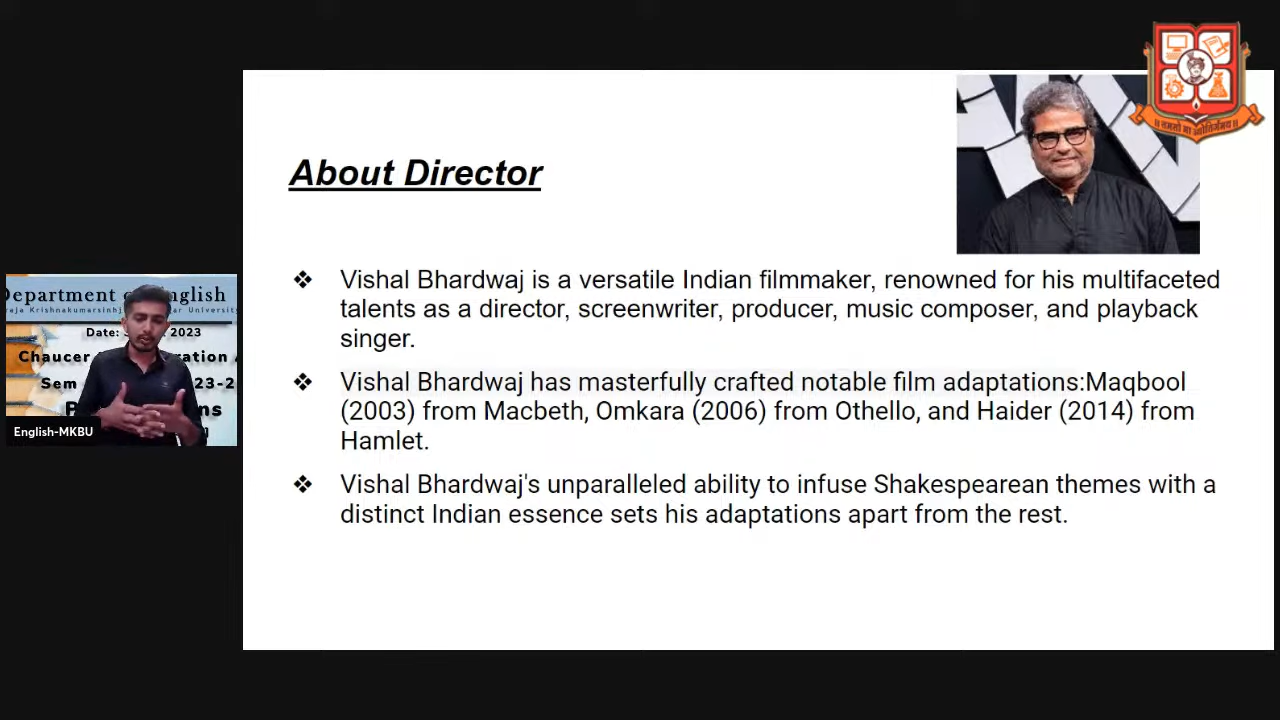 About Director
❖ Vishal Bhardwaj is a versatile Indian filmmaker, renowned for his multifaceted
talents as a director, screenwriter, producer, music composer, and playback
singer.
❖ Vishal Bhardwaj has masterfully crafted notable film adaptations:Maqbool
(2003) from Macbeth, Omkara (2006) from Othello, and Haider (2014) from
Hamlet.
❖ Vishal Bhardwaj's unparalleled ability to infuse Shakespearean themes with a
distinct Indian essence sets his adaptations apart from the rest.
Krishnakumarsinhj
University
Date:
2023
Chaucer
Sem
English-MKBU